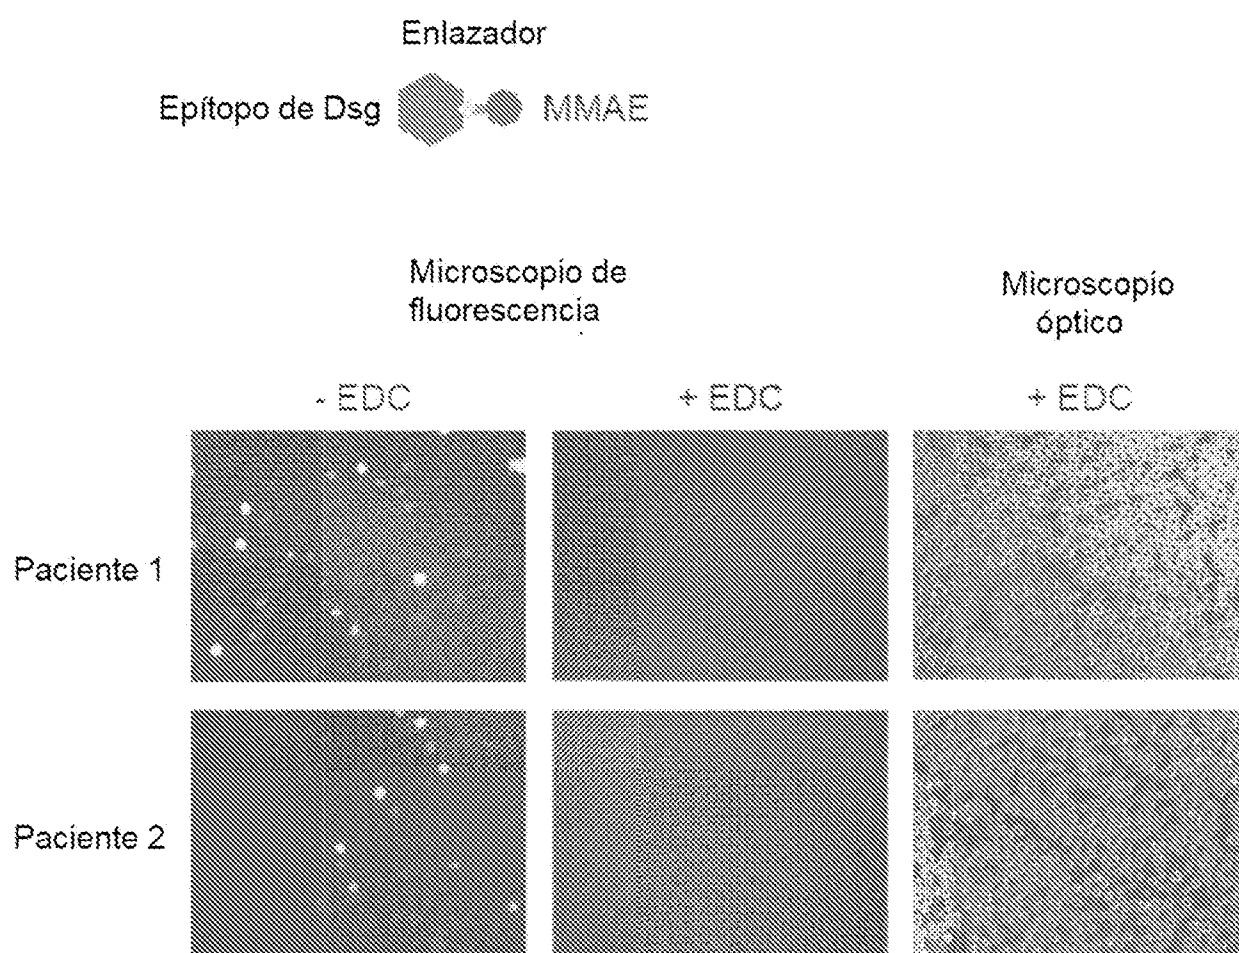 Enlazador
Epítopo de Dsg
MMAE
Microscopio de
fluorescencia
Microscopio
óptico
- EDC
+ EDC
+ EDC
Paciente 1
Paciente 2